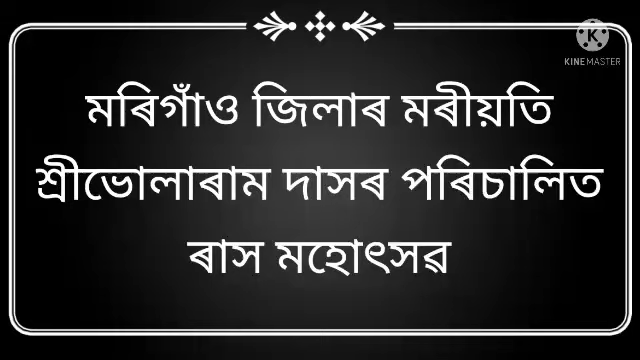 KINEMASTER
মৰিগাঁও জিলাৰ মৰীয়তি
শ্ৰীভোলাৰাম দাসৰ পৰিচালিত
ৰাস মহোৎসৱ